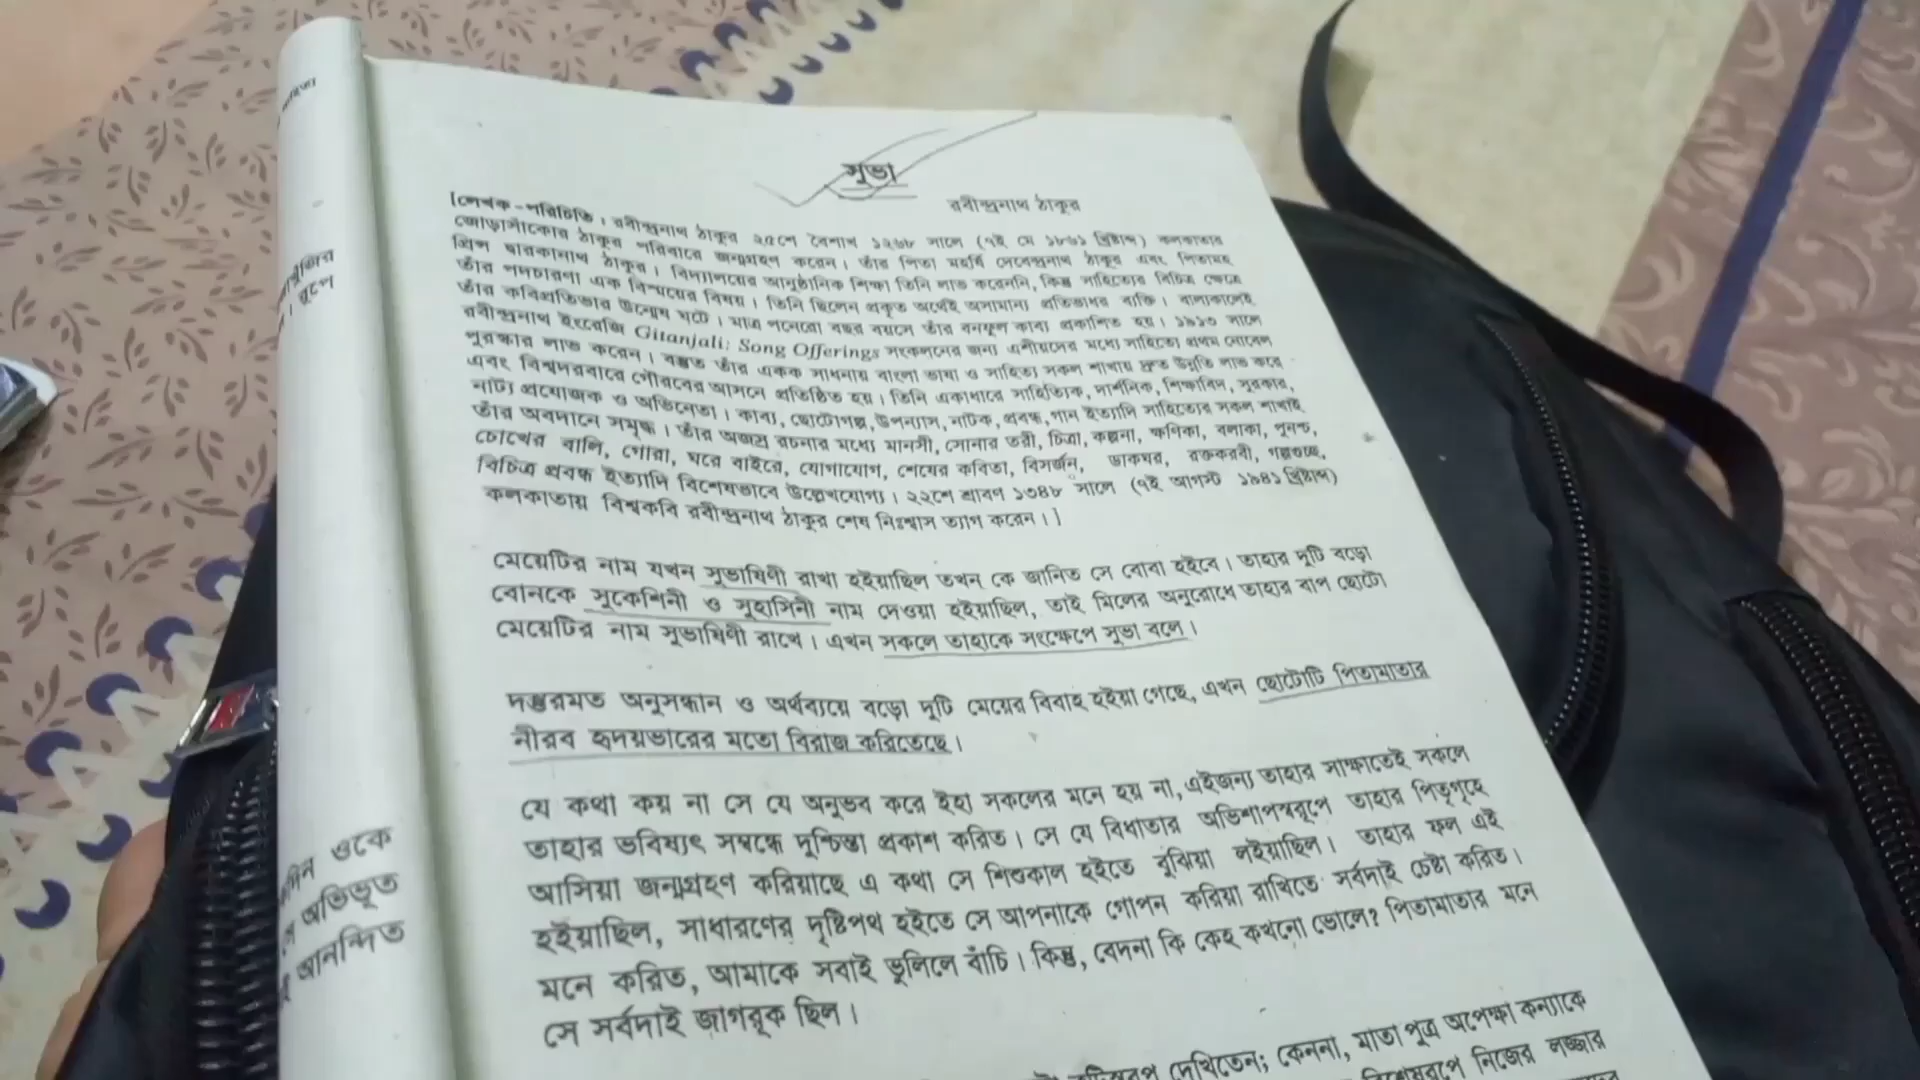 সুভা
রবীন্দ্রনাথ ঠাকুর
[লেখক-পরিচিতি : রবীন্দ্রনাথ ঠাকুর ২৫শে বৈশাখ ১২৬৮ সালে (৭ই মে ১৮৬১ খ্রিষ্টাব্দ) কলকাতার
জোড়াসাঁকোর ঠাকুর পরিবারে জন্মগ্রহণ করেন। তাঁর পিতা মহর্ষি দেবেন্দ্রনাথ ঠাকুর এবং পিতামহ
প্রিন্স দ্বারকানাথ ঠাকুর। বিদ্যালয়ের আনুষ্ঠানিক শিক্ষা তিনি লাভ করেননি, কিন্তু সাহিত্যের বিচিত্র ক্ষেত্রে
তাঁর পদচারণা এক বিস্ময়ের বিষয়। তিনি ছিলেন প্রকৃত অর্থেই অসামান্য প্রতিভাধর ব্যক্তি। বাল্যকালেই
তাঁর কবিপ্রতিভার উন্মেষ ঘটে। মাত্র পনেরো বছর বয়সে তাঁর বনফুল কাব্য প্রকাশিত হয়। ১৯১৩ সালে
রবীন্দ্রনাথ ইংরেজি Gitanjali: Song Offerings সংকলনের জন্য এশীয়দের মধ্যে সাহিত্যে প্রথম নোবেল
পুরস্কার লাভ করেন। বস্তুত তাঁর একক সাধনায় বাংলা ভাষা ও সাহিত্য সকল শাখায় দ্রুত উন্নতি লাভ করে
এবং বিশ্বদরবারে গৌরবের আসনে প্রতিষ্ঠিত হয়। তিনি একাধারে সাহিত্যিক, দার্শনিক, শিক্ষাবিদ, সুরকার,
নাট্য প্রযোজক ও অভিনেতা। কাব্য, ছোটোগল্প, উপন্যাস, নাটক, প্রবন্ধ, গান ইত্যাদি সাহিত্যের সকল শাখাই
তাঁর অবদানে সমৃদ্ধ। তাঁর অজস্র রচনার মধ্যে মানসী, সোনার তরী, চিত্রা, কল্পনা, ক্ষণিকা, বলাকা, পুনশ্চ,
চোখের বালি, গোরা, ঘরে বাইরে, যোগাযোগ, শেষের কবিতা, বিসর্জন, ডাকঘর, রক্তকরবী, গল্পগুচ্ছ,
বিচিত্র প্রবন্ধ ইত্যাদি বিশেষভাবে উল্লেখযোগ্য। ২২শে শ্রাবণ ১৩৪৮ সালে (৭ই আগস্ট ১৯৪১ খ্রিষ্টাব্দ)
কলকাতায় বিশ্বকবি রবীন্দ্রনাথ ঠাকুর শেষ নিঃশ্বাস ত্যাগ করেন।]
মেয়েটির নাম যখন সুভাষিণী রাখা হইয়াছিল তখন কে জানিত সে বোবা হইবে। তাহার দুটি বড়ো
বোনকে সুকেশিনী ও সুহাসিনী নাম দেওয়া হইয়াছিল, তাই মিলের অনুরোধে তাহার বাপ ছোটো
মেয়েটির নাম সুভাষিণী রাখে। এখন সকলে তাহাকে সংক্ষেপে সুভা বলে।
দস্তুরমত অনুসন্ধান ও অর্থব্যয়ে বড়ো দুটি মেয়ের বিবাহ হইয়া গেছে, এখন ছোটোটি পিতামাতার
নীরব হৃদয়ভারের মতো বিরাজ করিতেছে।
যে কথা কয় না সে যে অনুভব করে ইহা সকলের মনে হয় না, এইজন্য তাহার সাক্ষাতেই সকলে
তাহার ভবিষ্যৎ সম্বন্ধে দুশ্চিন্তা প্রকাশ করিত। সে যে বিধাতার অভিশাপস্বরূপে তাহার পিতৃগৃহে
আসিয়া জন্মগ্রহণ করিয়াছে এ কথা সে শিশুকাল হইতে বুঝিয়া লইয়াছিল। তাহার ফল এই
হইয়াছিল, সাধারণের দৃষ্টিপথ হইতে সে আপনাকে গোপন করিয়া রাখিতে সর্বদাই চেষ্টা করিত।
মনে করিত, আমাকে সবাই ভুলিলে বাঁচি। কিন্তু, বেদনা কি কেহ কখনো ভোলে? পিতামাতার মনে
সে সর্বদাই জাগরূক ছিল।
দেখিতেন; কেননা, মাতা পুত্র অপেক্ষা কন্যাকে
নিজের লজ্জার
ওকে
অভিভূত
আনন্দিত